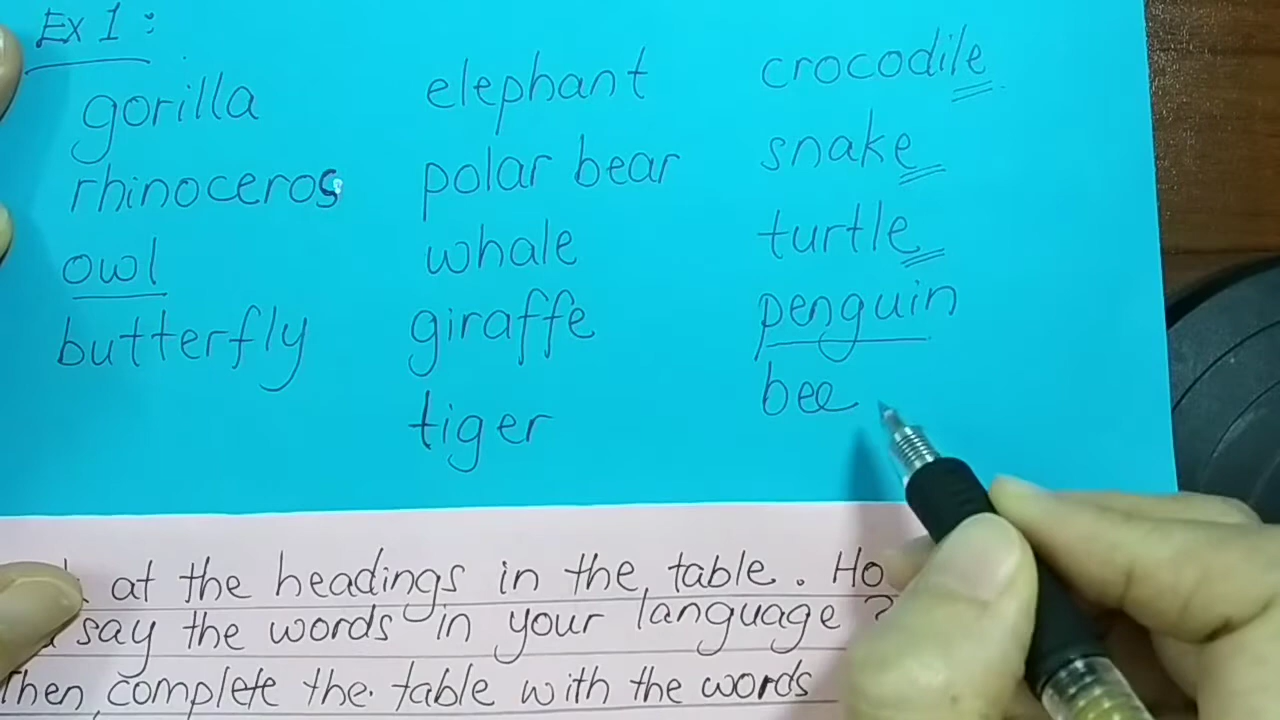 Ex 1 :
gorilla
rhinoceros
owl
butterfly
elephant
polar bear
whale
giraffe
tiger
crocodile
snake
turtle
penguin
bee
at the headings in the table. Ho
say the words in your language ?
Then, complete the table with the words